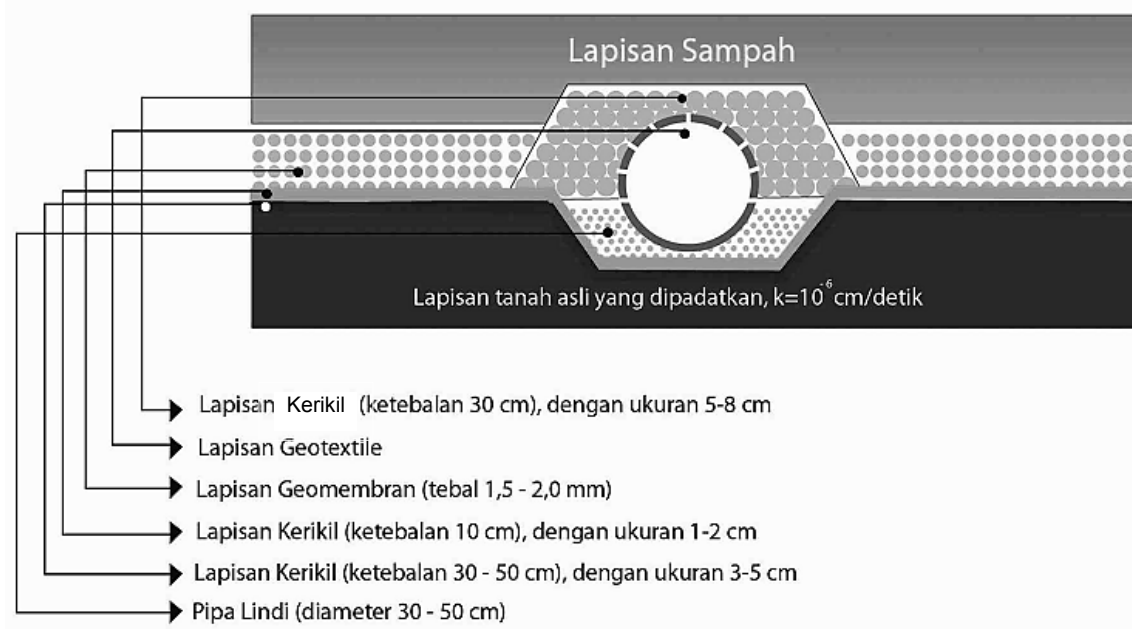 Lapisan Sampah
Lapisan tanah asli yang dipadatkan, k=10⁻⁶cm/detik
Lapisan Kerikil (ketebalan 30 cm), dengan ukuran 5-8 cm
Lapisan Geotextile
Lapisan Geomembran (tebal 1,5 - 2,0 mm)
Lapisan Kerikil (ketebalan 10 cm), dengan ukuran 1-2 cm
Lapisan Kerikil (ketebalan 30 - 50 cm), dengan ukuran 3-5 cm
Pipa Lindi (diameter 30 - 50 cm)